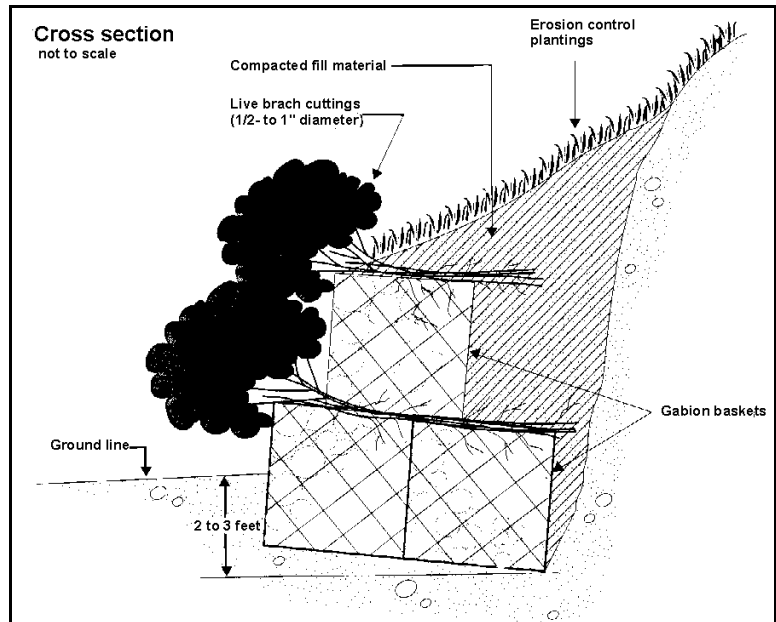 Cross section
not to scale
Erosion control
plantings
Compacted fill material
Live brach cuttings
(1/2- to 1" diameter)
Gabion baskets
Ground line
2 to 3 feet